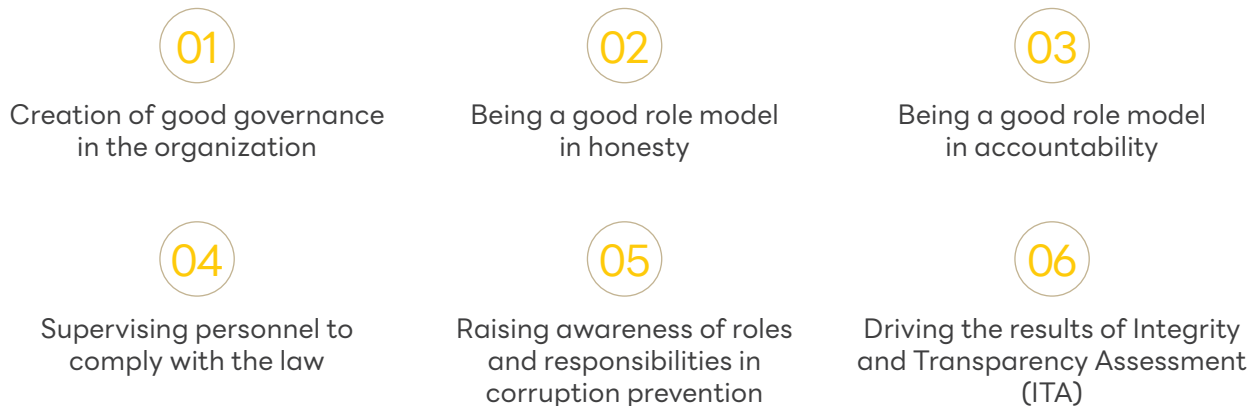 01
Creation of good governance
in the organization
02
Being a good role model
in honesty
03
Being a good role model
in accountability
04
Supervising personnel to
comply with the law
05
Raising awareness of roles
and responsibilities in
corruption prevention
06
Driving the results of Integrity
and Transparency Assessment
(ITA)